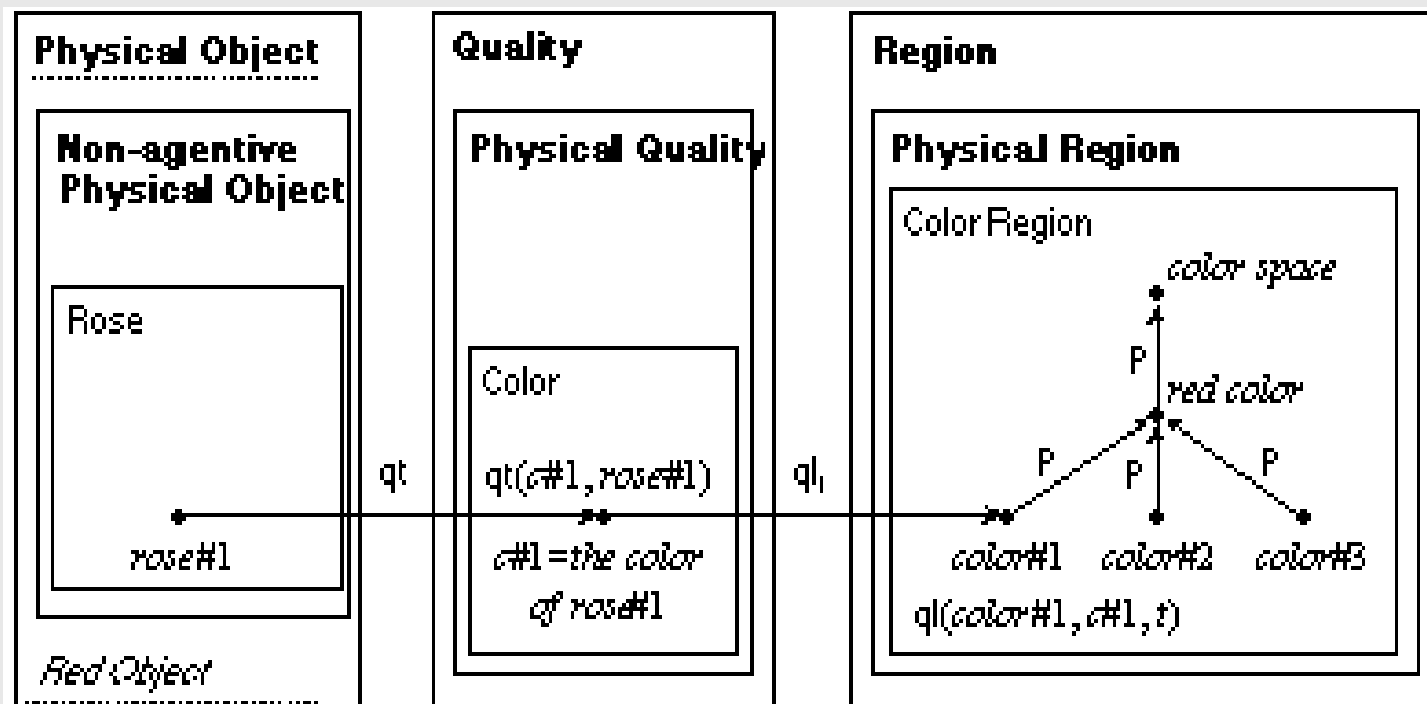 Physical Object
Non-agentive
Physical Object
Rose
rose#1
Red Object
qt
Quality
Physical Quality
Color
qt(c#1, rose#1)
c#1=the color
of rose#1
ql
Region
Physical Region
Color Region
color space
P
red color
P
P
P
color#1
color#2
color#3
ql(color#1, c#1, t)